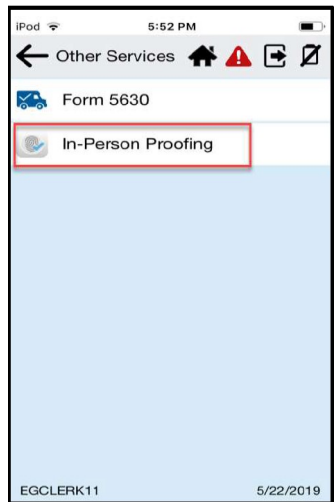 iPod 5:52 PM
Other Services
Form 5630
In-Person Proofing
EGCLERK11 5/22/2019